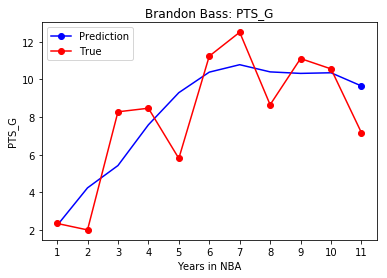 Brandon Bass: PTS_G
Prediction
True
12
10
8
6
4
2
PTS_G
1 2 3 4 5 6 7 8 9 10 11
Years in NBA